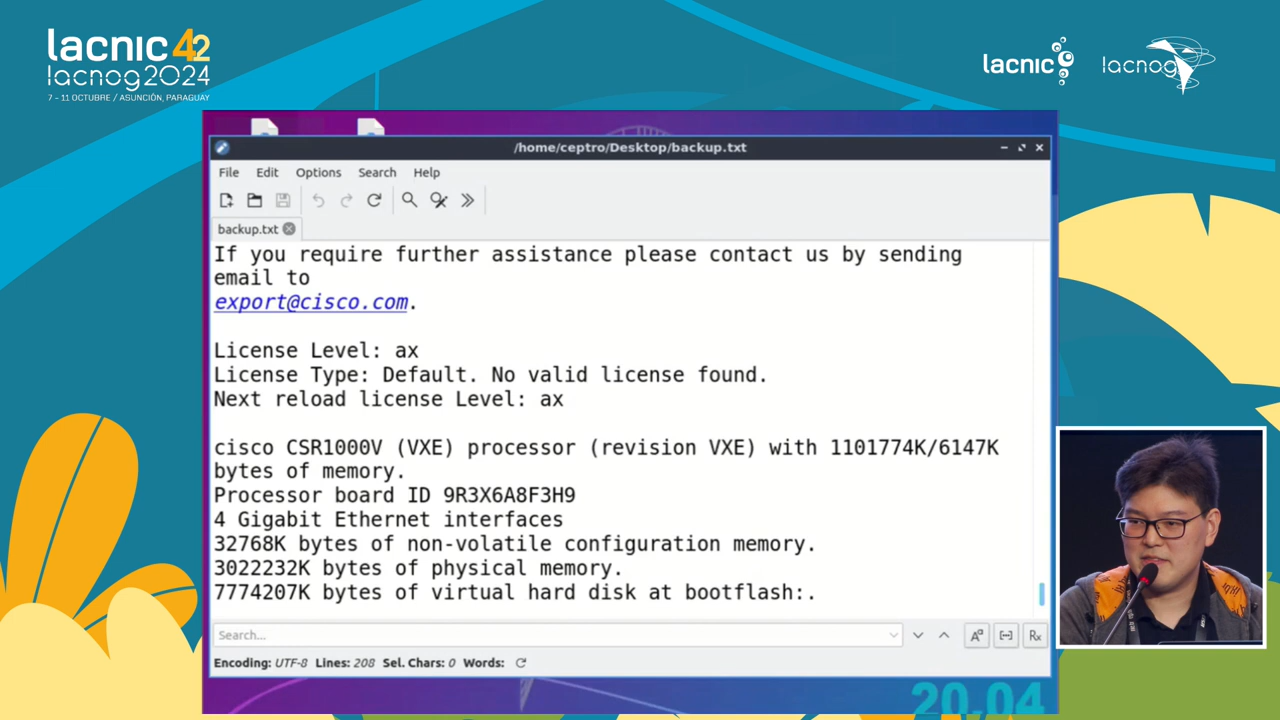 lacnic 42
lacnog2024
7 - 11 OCTUBRE / ASUNCIÓN, PARAGUAY
lacnic
lacnog
/home/ceptro/Desktop/backup.txt
File Edit Options Search Help
backup.txt
If you require further assistance please contact us by sending
email to
export@cisco.com.
License Level: ax
License Type: Default. No valid license found.
Next reload license Level: ax
cisco CSR1000V (VXE) processor (revision VXE) with 1101774K/6147K
bytes of memory.
Processor board ID 9R3X6A8F3H9
4 Gigabit Ethernet interfaces
32768K bytes of non-volatile configuration memory.
3022232K bytes of physical memory.
7774207K bytes of virtual hard disk at bootflash:.
Search...
Encoding: UTF-8 Lines: 208 Sel. Chars: 0 Words:
20.04